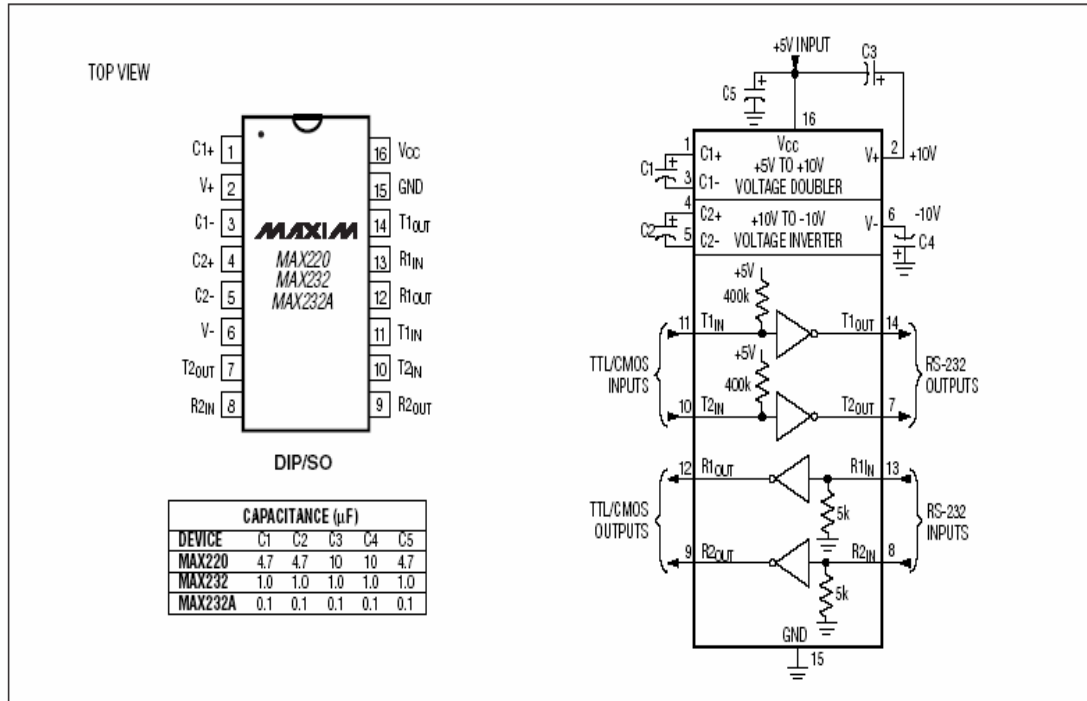 TOP VIEW
C1+ 1
V+ 2
C1- 3
C2+ 4
C2- 5
V- 6
T2OUT 7
R2IN 8
16 VCC
15 GND
14 T1OUT
13 R1IN
12 R1OUT
11 T1IN
10 T2IN
9 R2OUT
MAXIM
MAX220
MAX232
MAX232A
DIP/SO
CAPACITANCE (μF)
DEVICE C1 C2 C3 C4 C5
MAX220 4.7 4.7 10 10 4.7
MAX232 1.0 1.0 1.0 1.0 1.0
MAX232A 0.1 0.1 0.1 0.1 0.1
+5V INPUT
C3
+
+
C5
16
1
C1+
VCC
V+
2
+10V
C1
+
3
C1-
+5V TO +10V
VOLTAGE DOUBLER
4
C2+
C2
+
5
C2-
+10V TO -10V
VOLTAGE INVERTER
V-
6
-10V
C4
+
+5V
400k
11
T1IN
T1OUT
14
TTL/CMOS
INPUTS
+5V
400k
RS-232
OUTPUTS
10
T2IN
T2OUT
7
12
R1OUT
R1IN
13
TTL/CMOS
OUTPUTS
5k
RS-232
INPUTS
9
R2OUT
R2IN
8
5k
GND
15